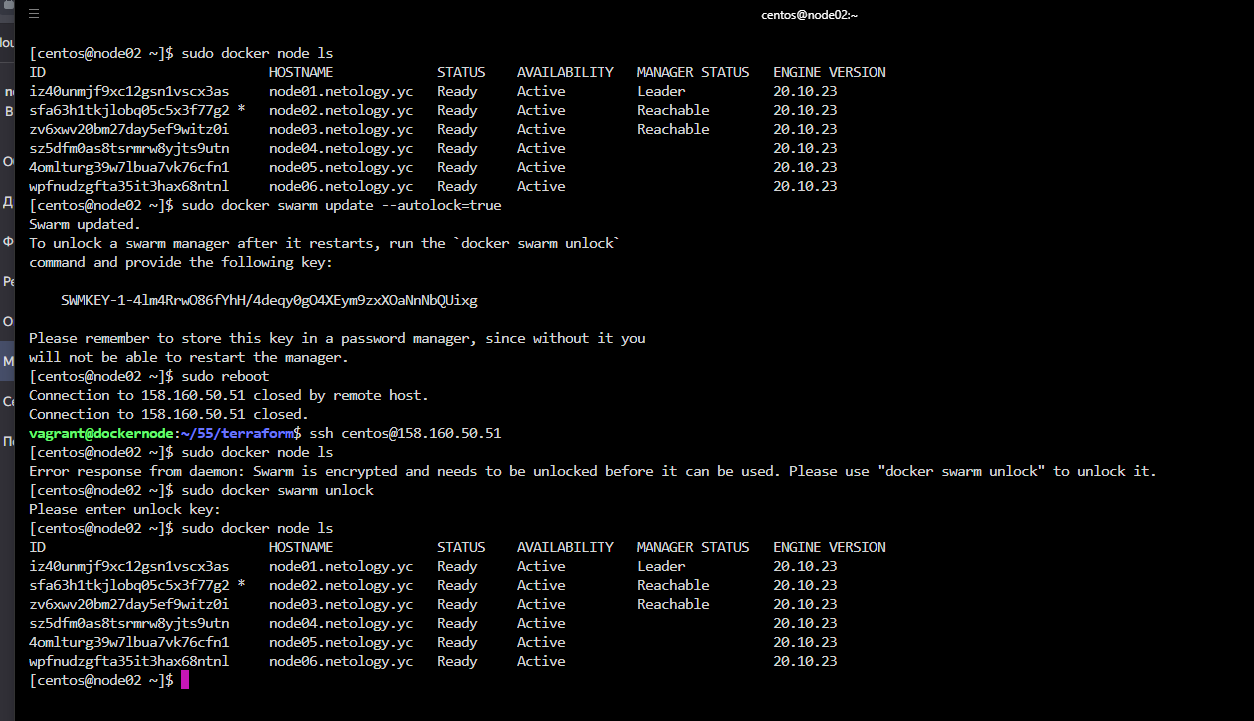 centos@node02:~
[centos@node02 ~]$ sudo docker node ls
ID HOSTNAME STATUS AVAILABILITY MANAGER STATUS ENGINE VERSION
iz40unmjf9xc12gsn1vscx3as node01.netology.yc Ready Active Leader 20.10.23
sfa63h1tkjlobq05c5x3f77g2 * node02.netology.yc Ready Active Reachable 20.10.23
zv6xwv20bm27day5ef9witz0i node03.netology.yc Ready Active Reachable 20.10.23
sz5dfm0as8tsrmrw8yjts9utn node04.netology.yc Ready Active 20.10.23
4omlturg39w7lbua7vk76cfn1 node05.netology.yc Ready Active 20.10.23
wpfnudzgfta35it3hax68ntnl node06.netology.yc Ready Active 20.10.23
[centos@node02 ~]$ sudo docker swarm update --autolock=true
Swarm updated.
To unlock a swarm manager after it restarts, run the `docker swarm unlock`
command and provide the following key:
SWMKEY-1-4lm4RrwO86fYhH/4deqy0gO4XEym9zxXOaNnNbQUixg
Please remember to store this key in a password manager, since without it you
will not be able to restart the manager.
[centos@node02 ~]$ sudo reboot
Connection to 158.160.50.51 closed by remote host.
Connection to 158.160.50.51 closed.
vagrant@dockernode:~/55/terraform$ ssh centos@158.160.50.51
[centos@node02 ~]$ sudo docker node ls
Error response from daemon: Swarm is encrypted and needs to be unlocked before it can be used. Please use "docker swarm unlock" to unlock it.
[centos@node02 ~]$ sudo docker swarm unlock
Please enter unlock key:
[centos@node02 ~]$ sudo docker node ls
ID HOSTNAME STATUS AVAILABILITY MANAGER STATUS ENGINE VERSION
iz40unmjf9xc12gsn1vscx3as node01.netology.yc Ready Active Leader 20.10.23
sfa63h1tkjlobq05c5x3f77g2 * node02.netology.yc Ready Active Reachable 20.10.23
zv6xwv20bm27day5ef9witz0i node03.netology.yc Ready Active Reachable 20.10.23
sz5dfm0as8tsrmrw8yjts9utn node04.netology.yc Ready Active 20.10.23
4omlturg39w7lbua7vk76cfn1 node05.netology.yc Ready Active 20.10.23
wpfnudzgfta35it3hax68ntnl node06.netology.yc Ready Active 20.10.23
[centos@node02 ~]$